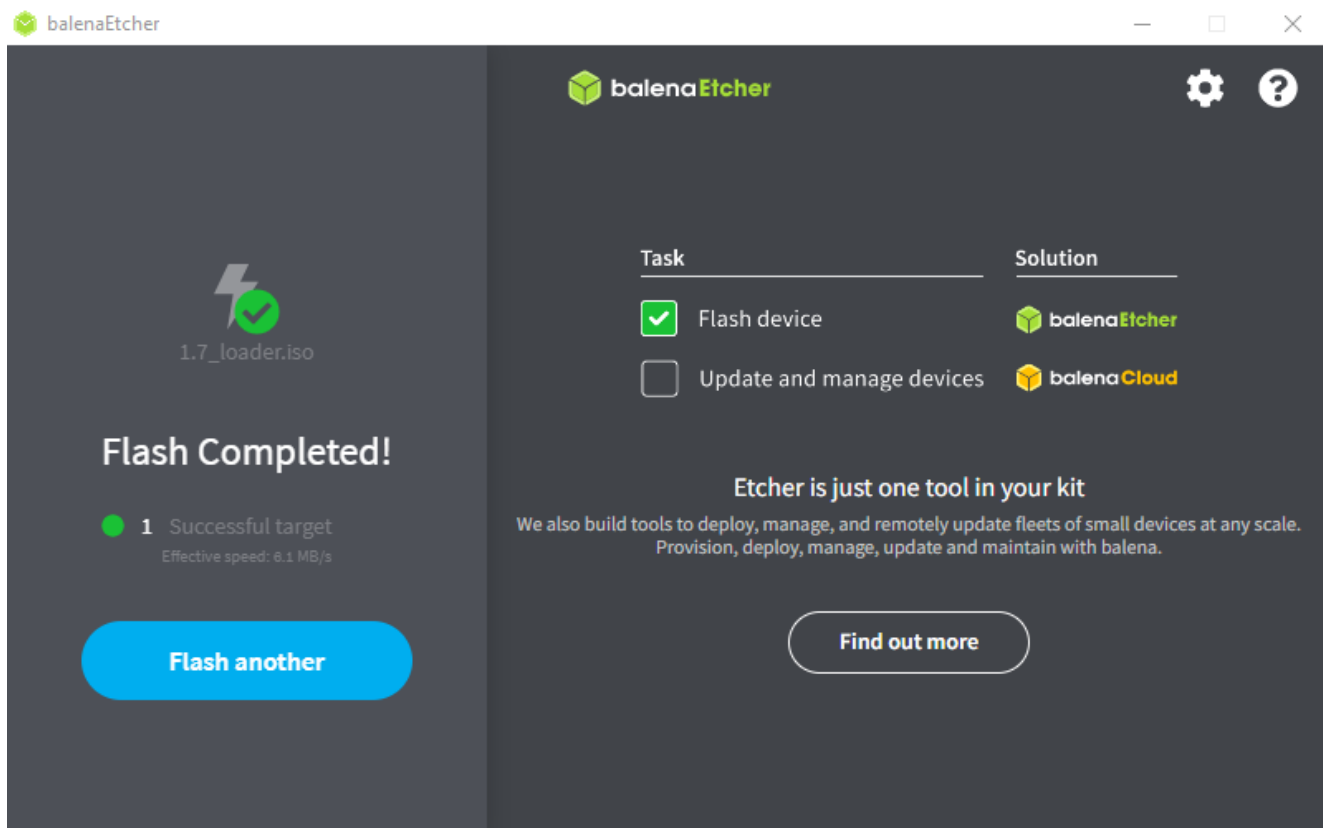 balenaEtcher
balenaEtcher
1.7_loader.iso
Flash Completed!
1 Successful target
Effective speed: 6.1 MB/s
Flash another
Task Solution
Flash device balenaEtcher
Update and manage devices balenaCloud
Etcher is just one tool in your kit
We also build tools to deploy, manage, and remotely update fleets of small devices at any scale.
Provision, deploy, manage, update and maintain with balena.
Find out more